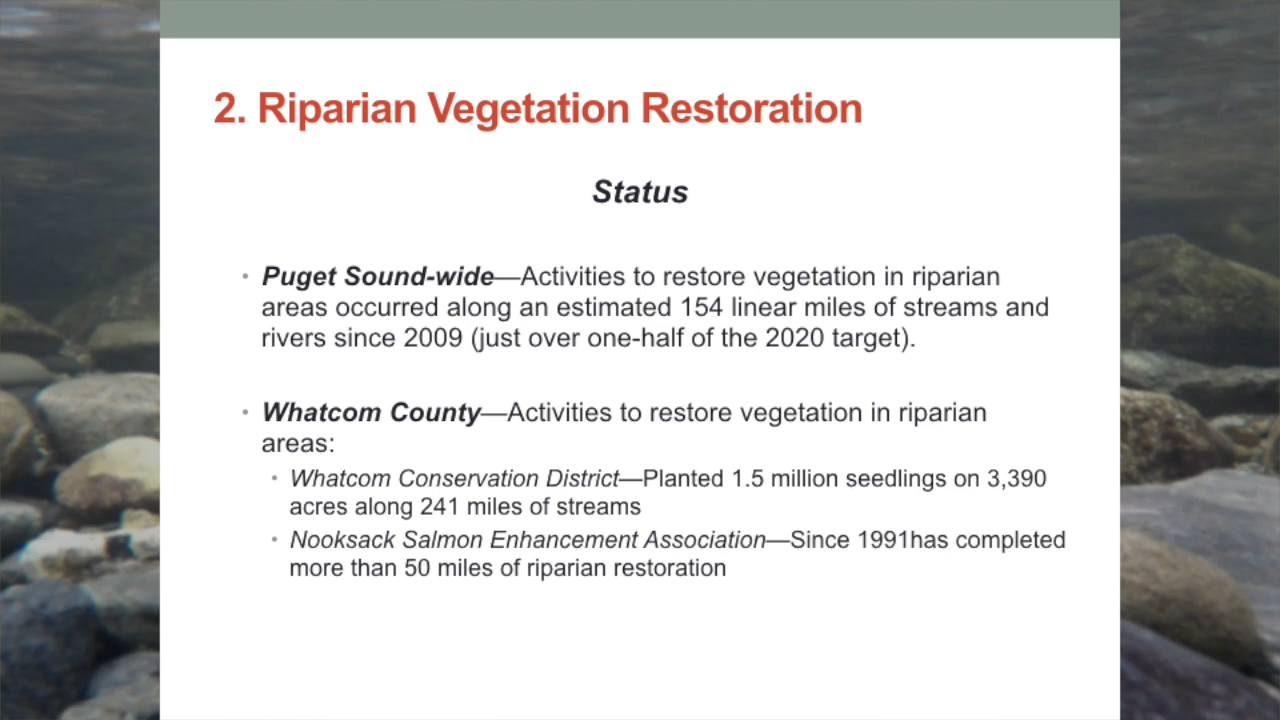 2. Riparian Vegetation Restoration
Status
• Puget Sound-wide—Activities to restore vegetation in riparian
areas occurred along an estimated 154 linear miles of streams and
rivers since 2009 (just over one-half of the 2020 target).
• Whatcom County—Activities to restore vegetation in riparian
areas:
• Whatcom Conservation District—Planted 1.5 million seedlings on 3,390
acres along 241 miles of streams
• Nooksack Salmon Enhancement Association—Since 1991has completed
more than 50 miles of riparian restoration